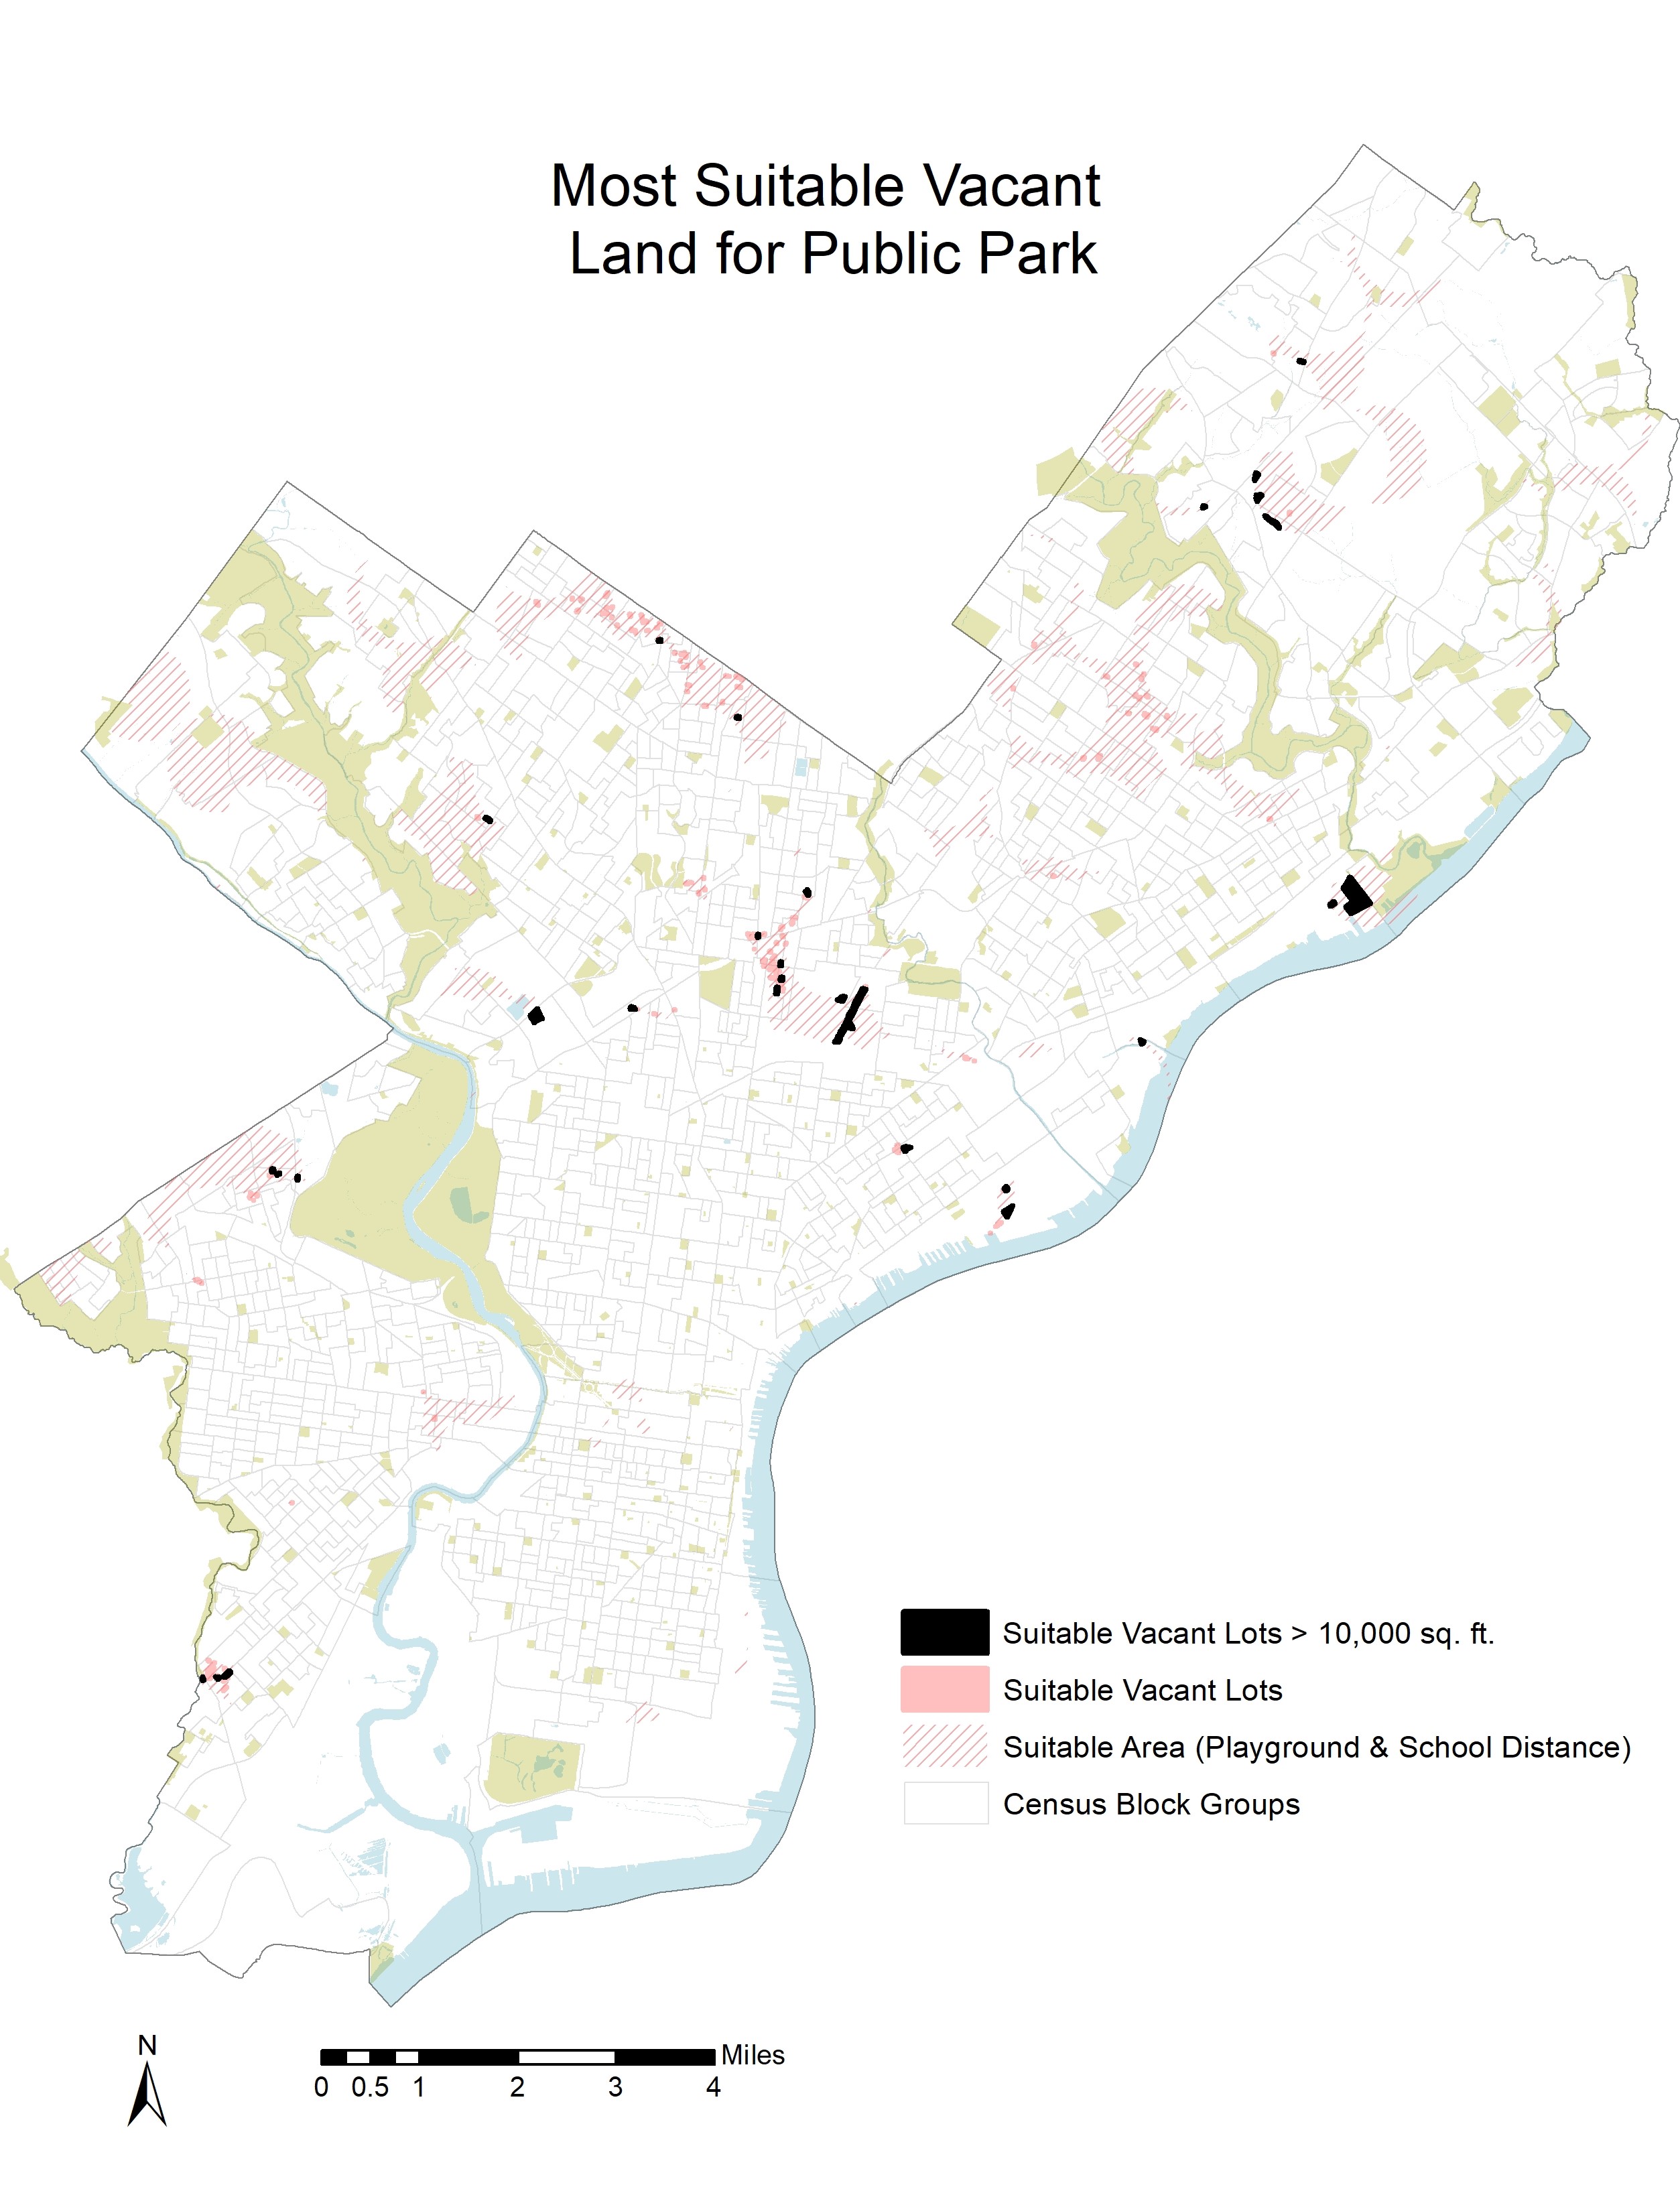 Most Suitable Vacant
Land for Public Park
Suitable Vacant Lots > 10,000 sq. ft.
Suitable Vacant Lots
Suitable Area (Playground & School Distance)
Census Block Groups
N
Miles
0 0.5 1 2 3 4